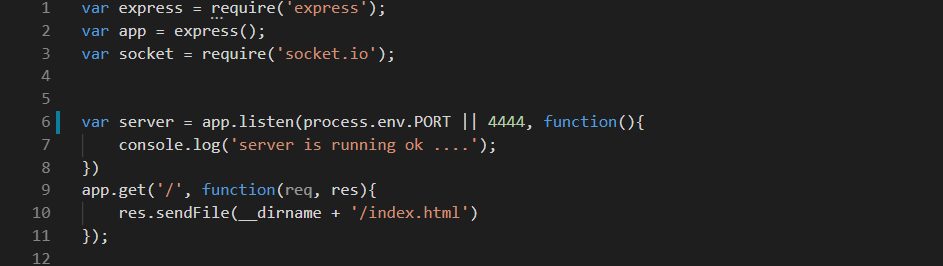 1 var express = require('express');
2 var app = express();
3 var socket = require('socket.io');
4
5
6 var server = app.listen(process.env.PORT || 4444, function(){
7     console.log('server is running ok ....');
8 })
9 app.get('/', function(req, res){
10     res.sendFile(__dirname + '/index.html')
11 });
12